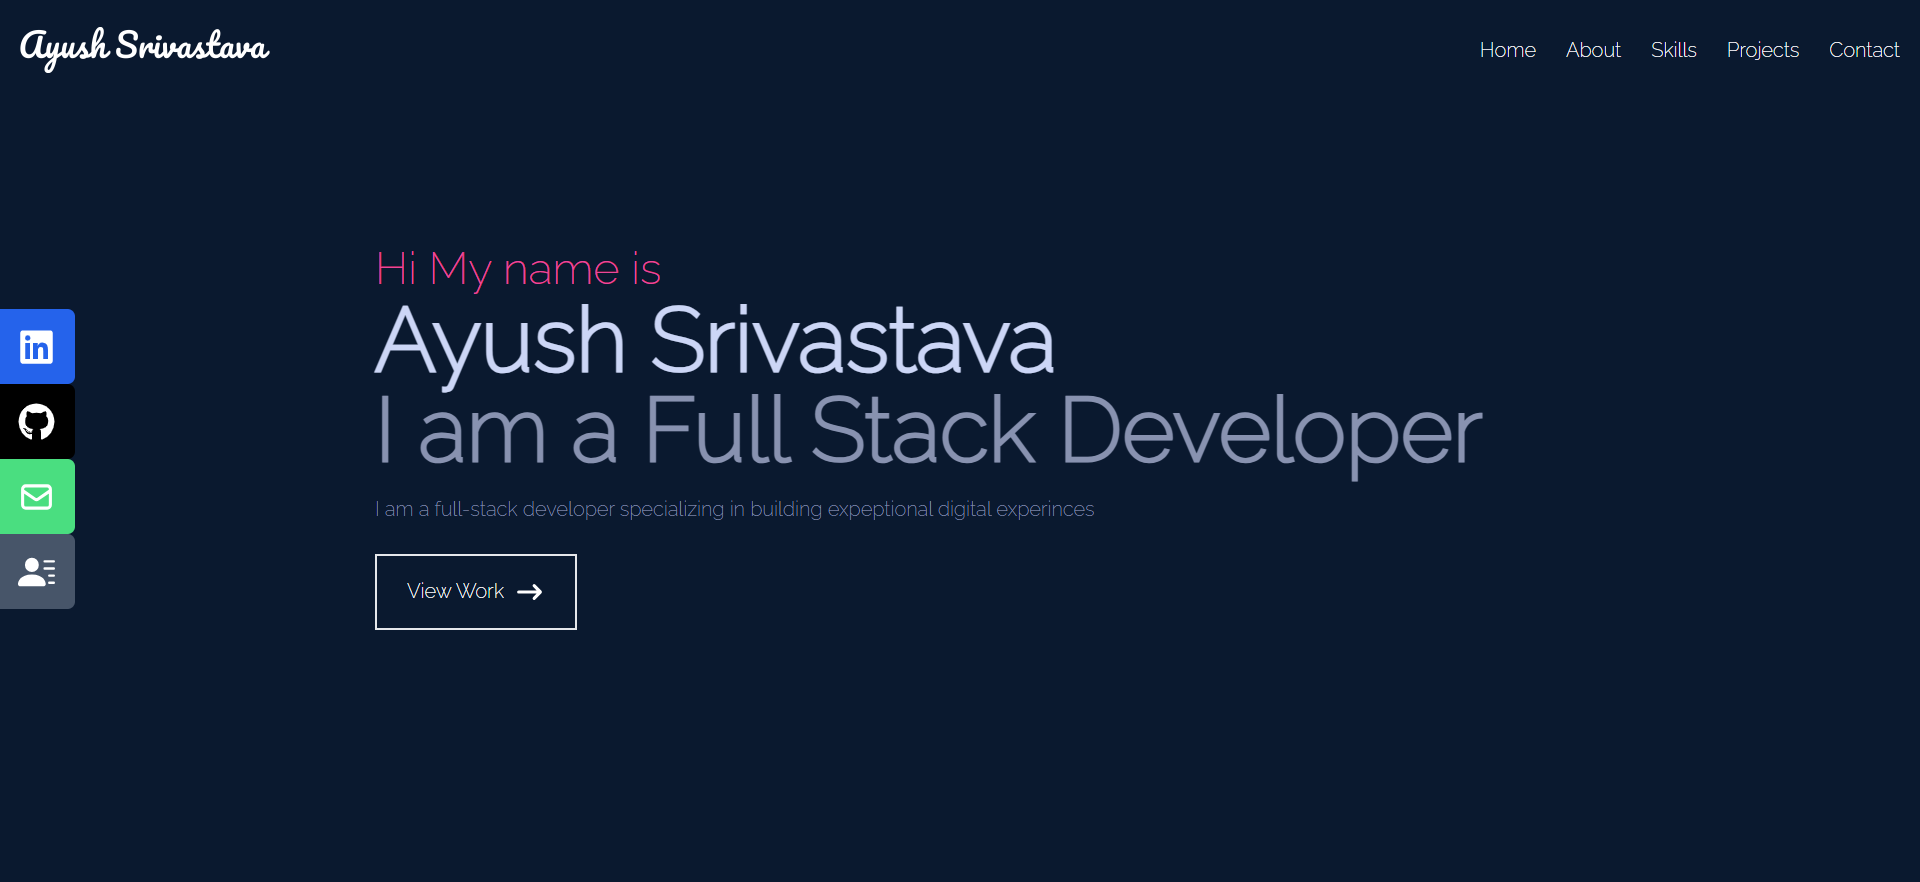 Ayush Srivastava
Home About Skills Projects Contact
Hi My name is
Ayush Srivastava
I am a Full Stack Developer
I am a full-stack developer specializing in building expeptional digital experinces
in
View Work